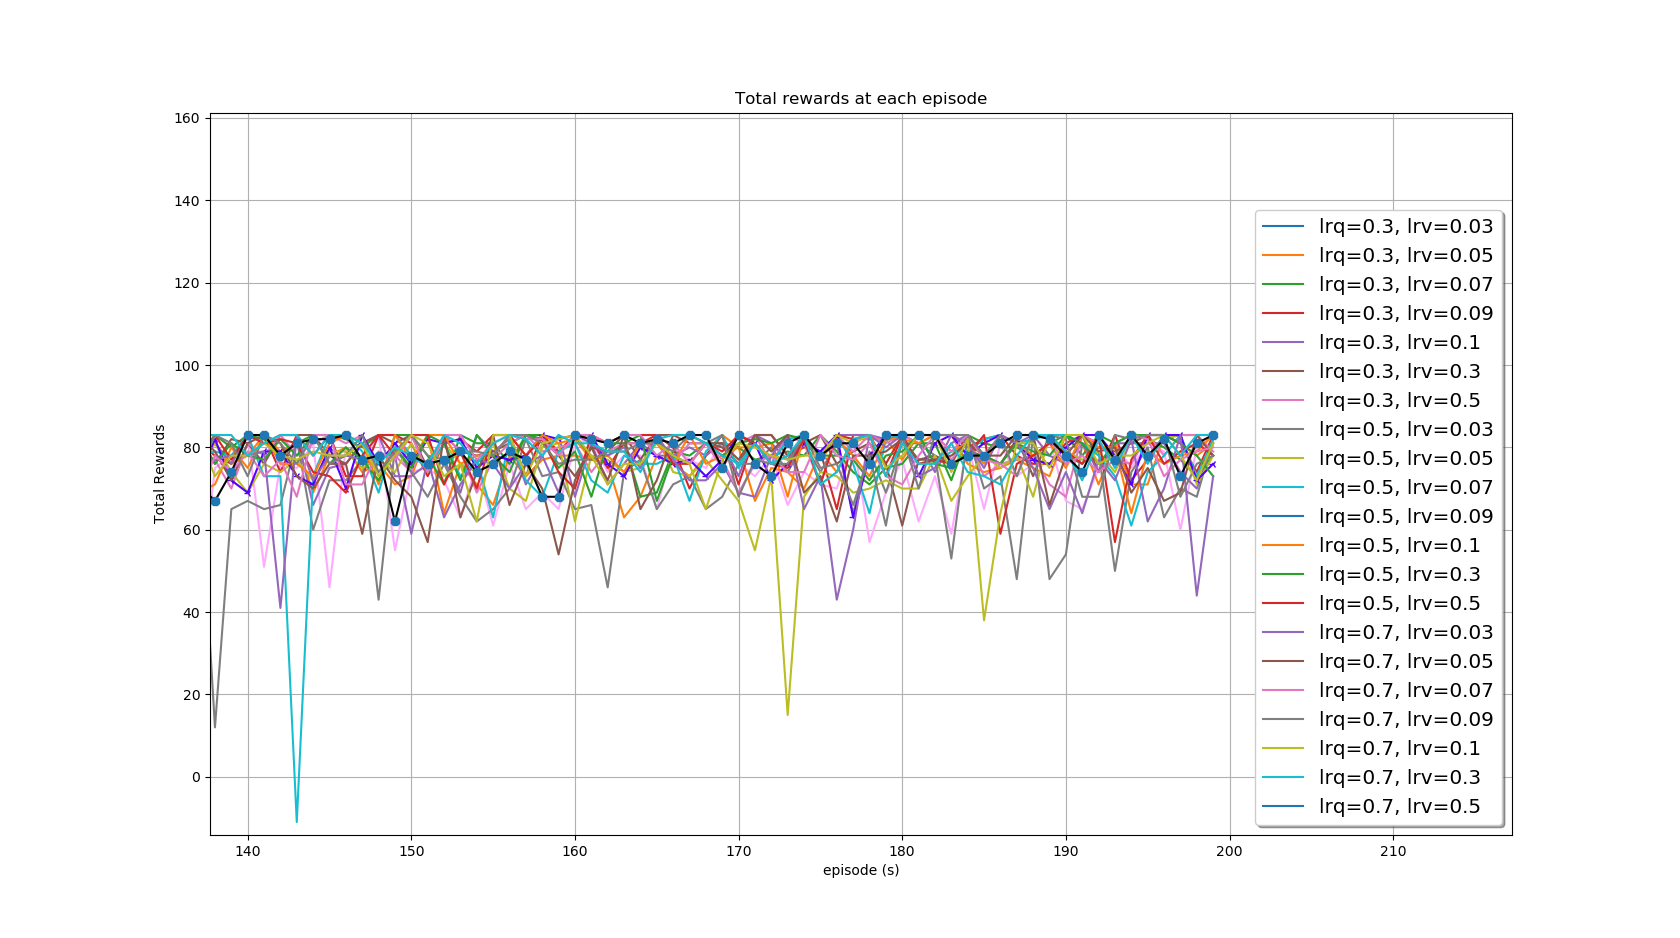 Total rewards at each episode
160
140
120
100
80
60
40
20
0
Total Rewards
140
150
160
170
180
190
200
210
episode (s)
lrq=0.3, lrv=0.03
lrq=0.3, lrv=0.05
lrq=0.3, lrv=0.07
lrq=0.3, lrv=0.09
lrq=0.3, lrv=0.1
lrq=0.3, lrv=0.3
lrq=0.3, lrv=0.5
lrq=0.5, lrv=0.03
lrq=0.5, lrv=0.05
lrq=0.5, lrv=0.07
lrq=0.5, lrv=0.09
lrq=0.5, lrv=0.1
lrq=0.5, lrv=0.3
lrq=0.5, lrv=0.5
lrq=0.7, lrv=0.03
lrq=0.7, lrv=0.05
lrq=0.7, lrv=0.07
lrq=0.7, lrv=0.09
lrq=0.7, lrv=0.1
lrq=0.7, lrv=0.3
lrq=0.7, lrv=0.5